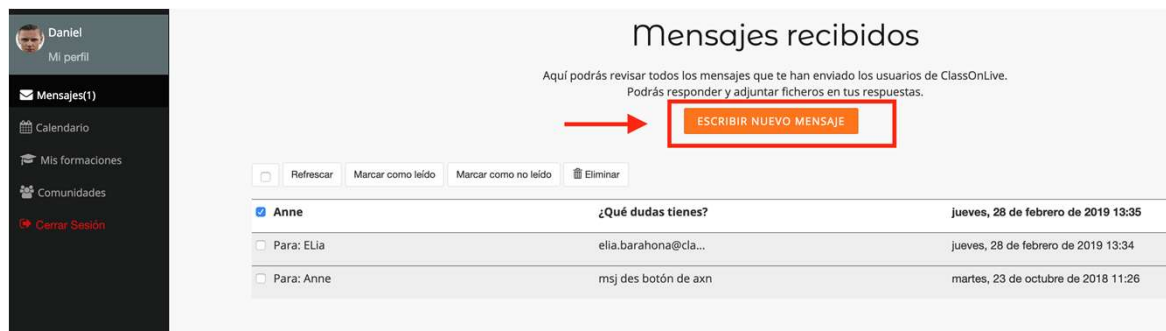 Daniel
Mi perfil
Mensajes(1)
Calendario
Mis formaciones
Comunidades
Cerrar Sesión
Mensajes recibidos
Aquí podrás revisar todos los mensajes que te han enviado los usuarios de ClassOnLive.
Podrás responder y adjuntar ficheros en tus respuestas.
ESCRIBIR NUEVO MENSAJE
Refrescar Marcar como leído Marcar como no leído Eliminar
Anne ¿Qué dudas tienes? jueves, 28 de febrero de 2019 13:35
Para: ELia elia.barahona@cla... jueves, 28 de febrero de 2019 13:34
Para: Anne msj des botón de axn martes, 23 de octubre de 2018 11:26